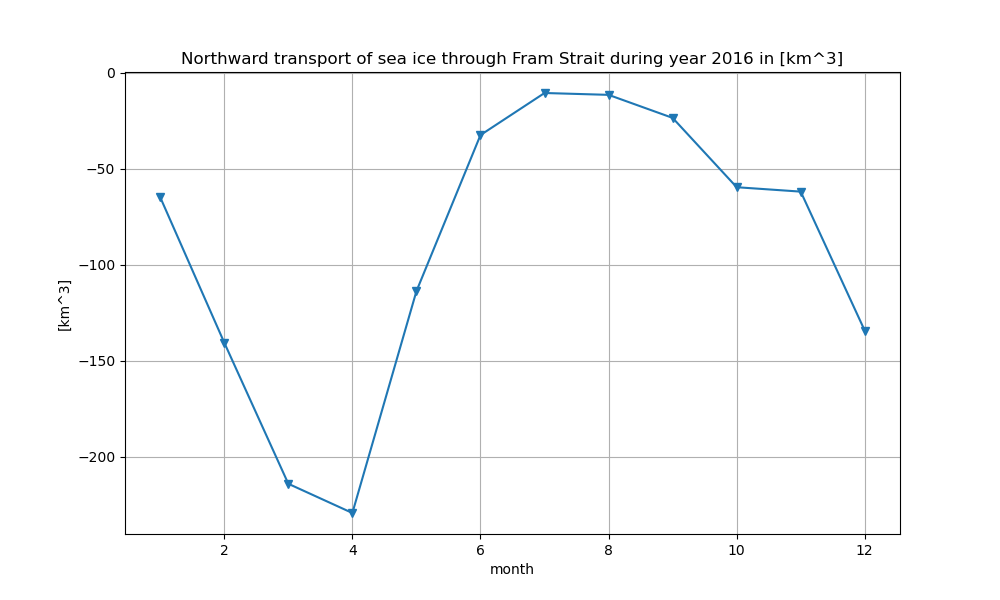 Northward transport of sea ice through Fram Strait during year 2016 in [km^3]
0
−50
−100
−150
−200
[km^3]
2 4 6 8 10 12
month